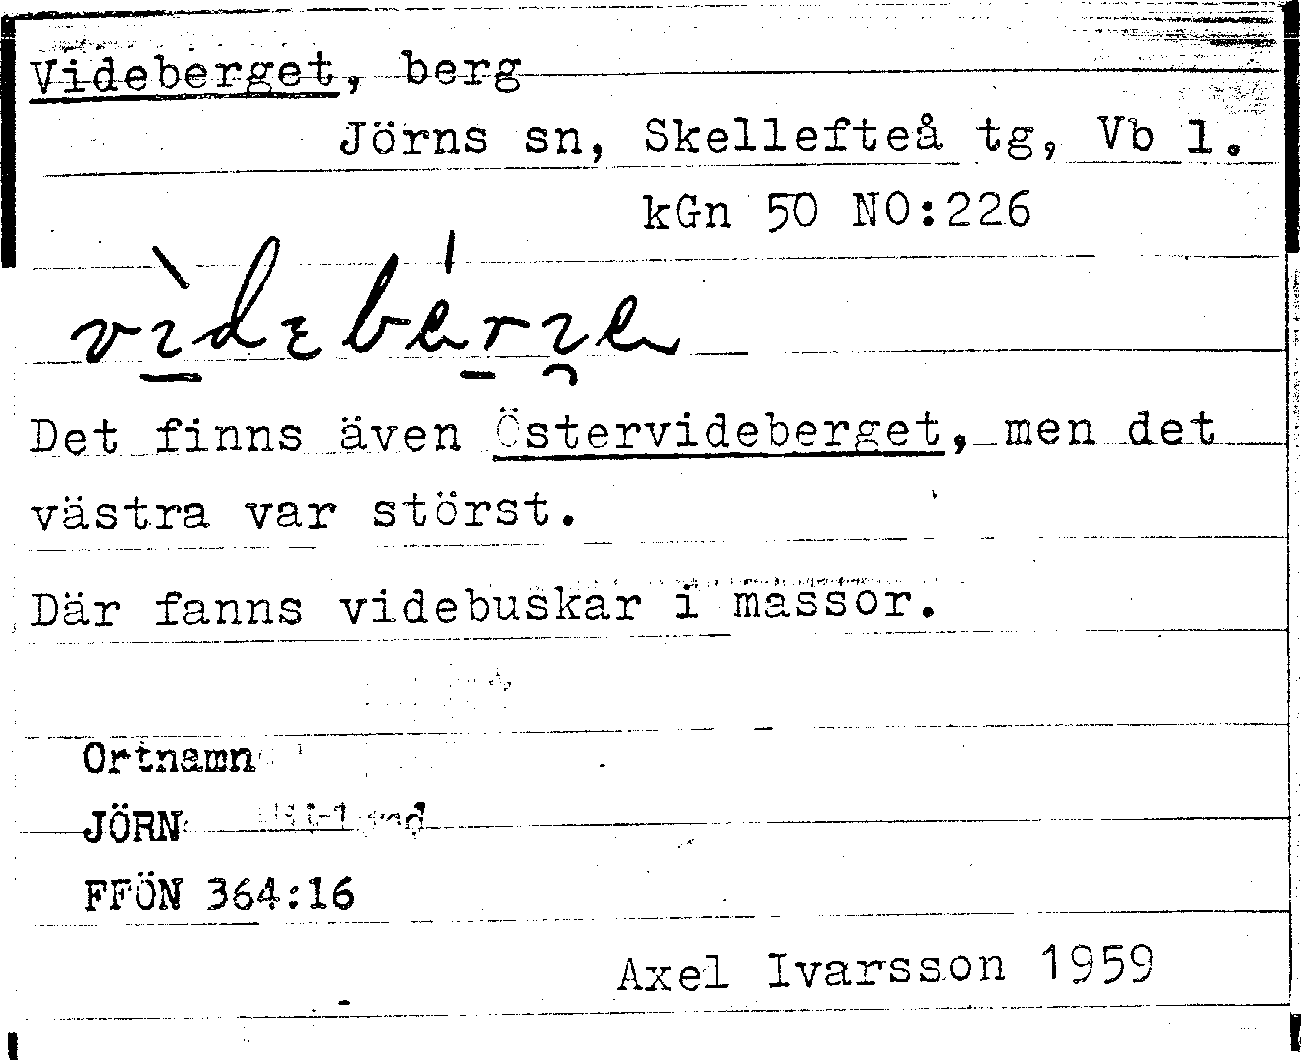 Videberget, berg
Jörns sn, Skellefteå tg, Vb l.
kGn 50 NO:226
Det finns även Östervideberget, men det
västra var störst.
Där fanns videbuskar i massor.
Ortnamn
JÖRN
FFÖN 364:16
Axel Ivarsson 1959